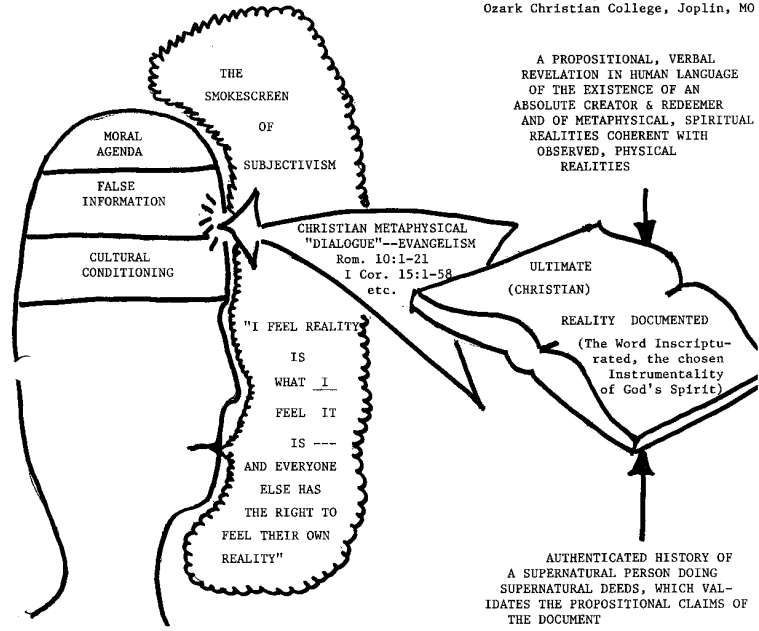 Ozark Christian College, Joplin, MO
A PROPOSITIONAL, VERBAL
REVELATION IN HUMAN LANGUAGE
OF THE EXISTENCE OF AN
ABSOLUTE CREATOR & REDEEMER
AND OF METAPHYSICAL, SPIRITUAL
REALITIES COHERENT WITH
OBSERVED, PHYSICAL
REALITIES
THE
SMOKESCREEN
OF
SUBJECTIVISM
MORAL
AGENDA
FALSE
INFORMATION
CULTURAL
CONDITIONING
CHRISTIAN METAPHYSICAL
"DIALOGUE"--EVANGELISM
Rom. 10:1-21
I Cor. 15:1-58
etc.
ULTIMATE
(CHRISTIAN)
REALITY DOCUMENTED
(The Word Inscriptu-
rated, the chosen
Instrumentality
of God's Spirit)
"I FEEL REALITY
IS
WHAT I
FEEL IT
IS ---
AND EVERYONE
ELSE HAS
THE RIGHT TO
FEEL THEIR OWN
REALITY"
AUTHENTICATED HISTORY OF
A SUPERNATURAL PERSON DOING
SUPERNATURAL DEEDS, WHICH VAL-
IDATES THE PROPOSITIONAL CLAIMS OF
THE DOCUMENT